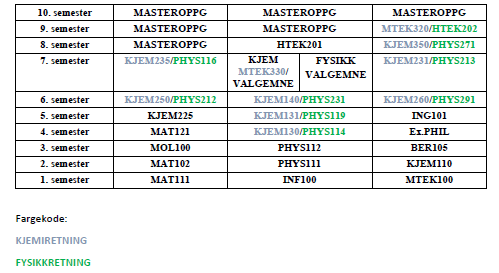 10. semester MASTEROPPG MASTEROPPG MASTEROPPG
9. semester MASTEROPPG MASTEROPPG MTEK320/HTEK202
8. semester MASTEROPPG HTEK201 KJEM350/PHYS271
7. semester KJEM235/PHYS116 KJEM FYSIKK KJEM231/PHYS213
MTEK330/ VALGEMNE
VALGEMNE
6. semester KJEM250/PHYS212 KJEM140/PHYS231 KJEM260/PHYS291
5. semester KJEM225 KJEM131/PHYS119 ING101
4. semester MAT121 KJEM130/PHYS114 Ex.PHIL
3. semester MOL100 PHYS112 BER105
2. semester MAT102 PHYS111 KJEM110
1. semester MAT111 INF100 MTEK100
Fargekode:
KJEMIRETNING
FYSIKKRETNING